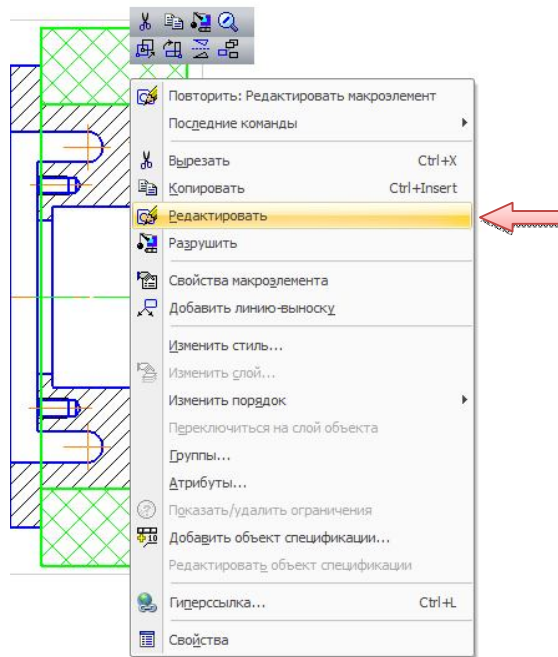 Повторить: Редактировать макроэлемент
Последние команды
Вырезать Ctrl+X
Копировать Ctrl+Insert
Редактировать
Разрушить
Свойства макроэлемента
Добавить линию-выноску
Изменить стиль...
Изменить слой...
Изменить порядок
Переключиться на слой объекта
Группы...
Атрибуты...
Показать/удалить ограничения
Добавить объект спецификации...
Редактировать объект спецификации
Гиперссылка... Ctrl+L
Свойства